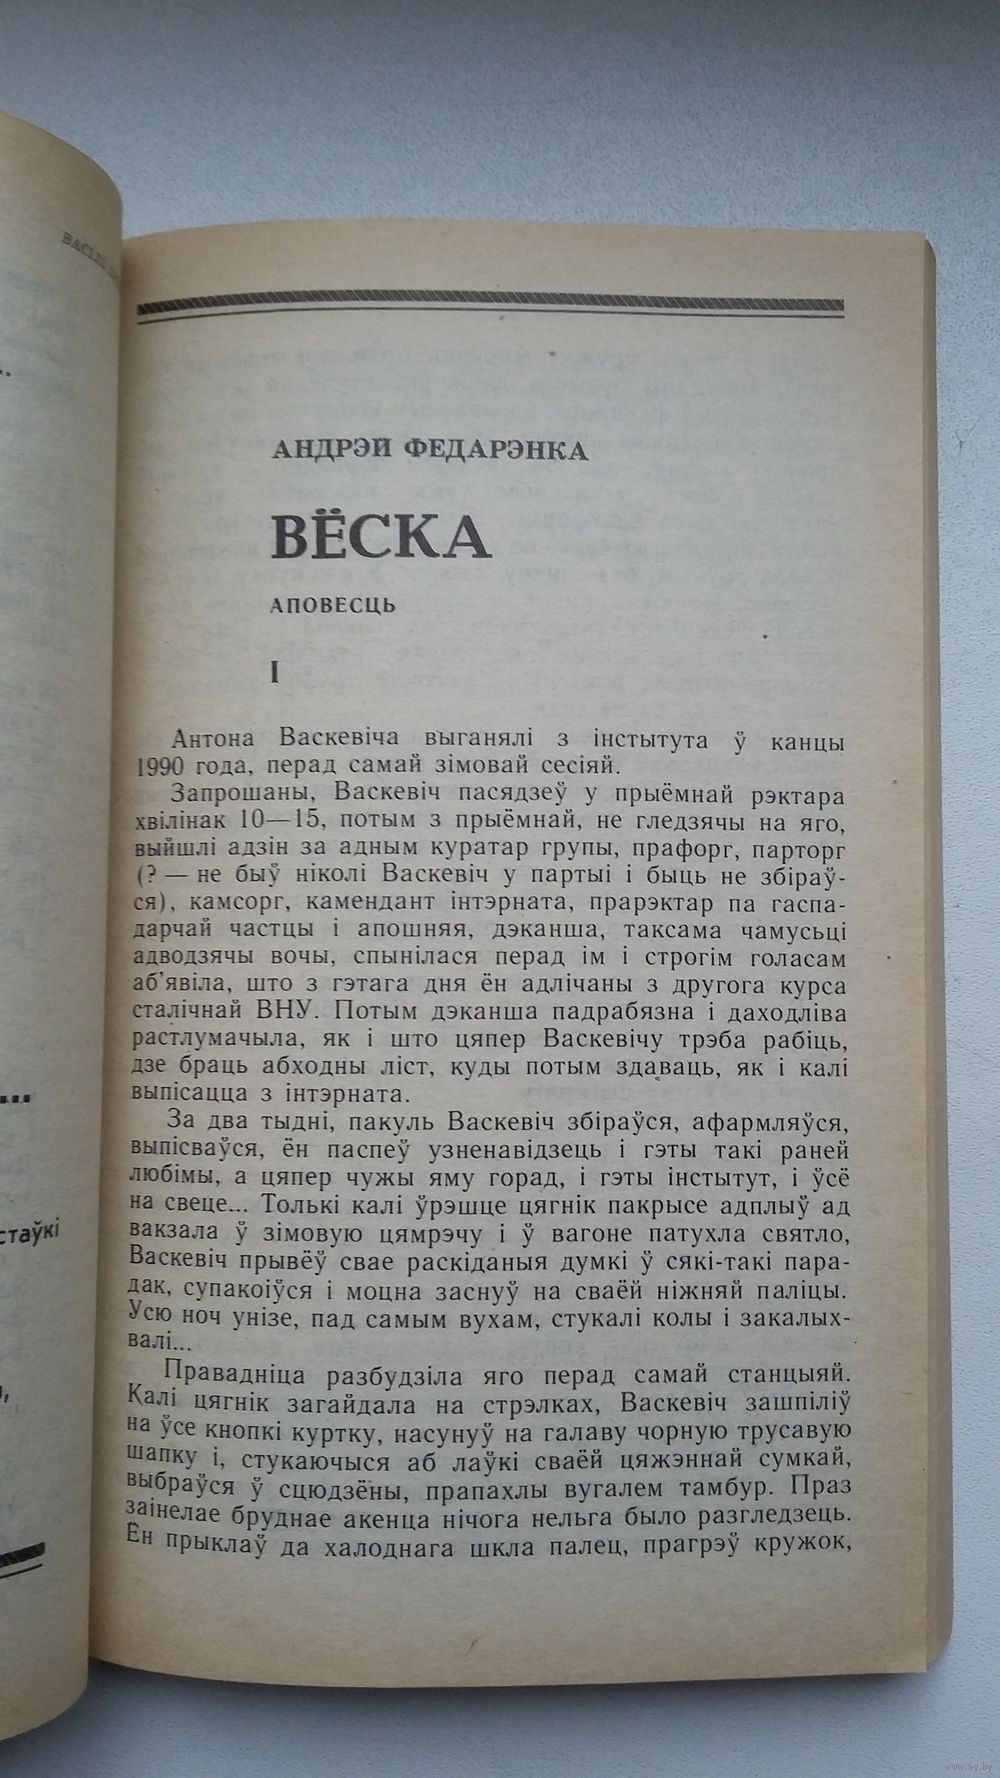 АНДРЭЙ ФЕДАРЭНКА
ВЁСКА
АПОВЕСЦЬ
I
Антона Васкевіча выганялі з інстытута ў канцы
1990 года, перад самай зімовай сесіяй.
Запрошаны, Васкевіч пасядзеў у прыёмнай рэктара
хвілінак 10—15, потым з прыёмнай, не гледзячы на яго,
выйшлі адзін за адным куратар групы, прафорг, парторг
(? — не быў ніколі Васкевіч у партыі і быць не збіраў-
ся), камсорг, камендант інтэрната, прарэктар па гаспа-
дарчай частцы і апошняя, дэканша, таксама чамусьці
адводзячы вочы, спынілася перад ім і строгім голасам
аб'явіла, што з гэтага дня ён адлічаны з другога курса
сталічнай ВНУ. Потым дэканша падрабязна і даходліва
растлумачыла, як і што цяпер Васкевічу трэба рабіць,
дзе браць абходны ліст, куды потым здаваць, як і калі
выпісацца з інтэрната.
За два тыдні, пакуль Васкевіч збіраўся, афармляўся,
выпісваўся, ён паспеў узненавідзець і гэты такі раней
любімы, а цяпер чужы яму горад, і гэты інстытут, і ўсё
на свеце... Толькі калі ўрэшце цягнік пакрысе адплыў ад
вакзала ў зімовую цямрэчу і ў вагоне патухла святло,
Васкевіч прывёў свае раскіданыя думкі ў сякі-такі пара-
дак, супакоіўся і моцна заснуў на сваёй ніжняй паліцы.
Усю ноч унізе, пад самым вухам, стукалі колы і закалых-
валі...
Правадніца разбудзіла яго перад самай станцыяй.
Калі цягнік загайдала на стрэлках, Васкевіч зашпіліў
на ўсе кнопкі куртку, насунуў на галаву чорную трусавую
шапку і, стукаючыся аб лаўкі сваёй цяжэннай сумкай,
выбраўся ў сцюдзёны, прапахлы вугалем тамбур. Праз
заінелае бруднае акенца нічога нельга было разгледзець.
Ён прыклаў да халоднага шкла палец, прагрэў кружок,
www.ay.by